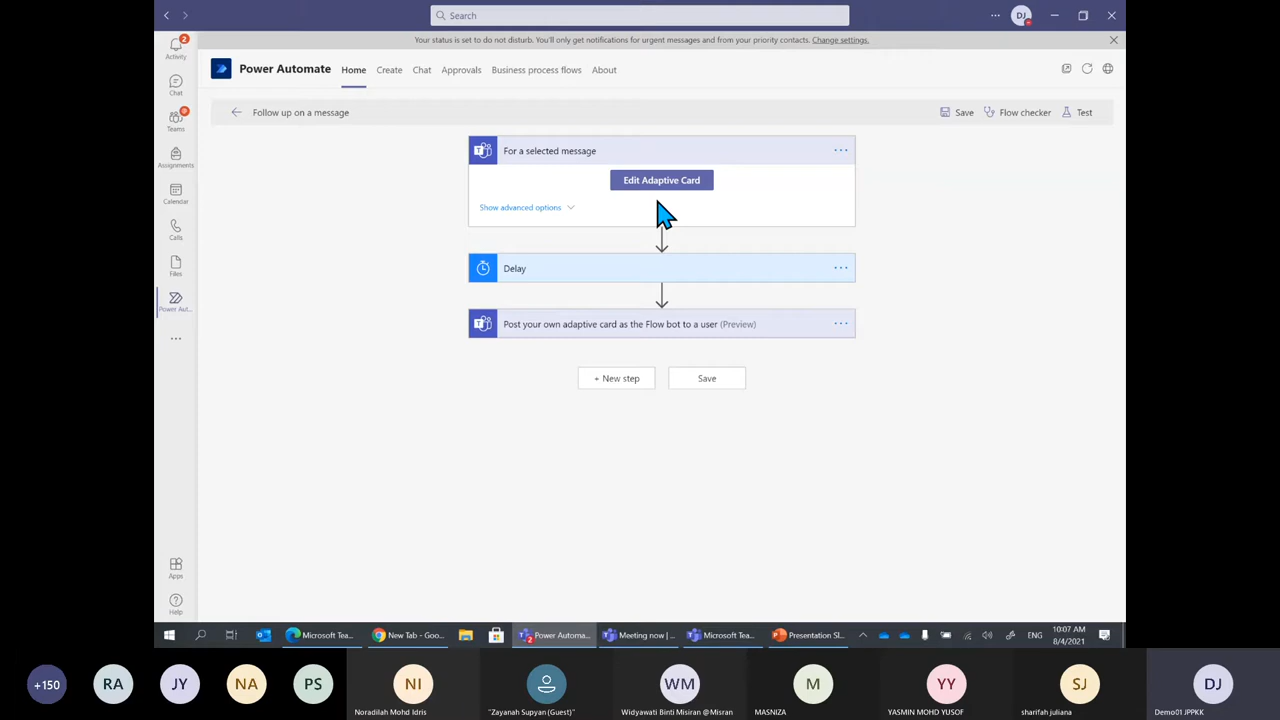 Search
DJ
Your status is set to do not disturb. You'll only get notifications for urgent messages and from your priority contacts. Change settings.
2
Activity
Chat
Teams
Assignments
Calendar
Calls
Files
Power Aut...
Apps
Help
Power Automate
Home
Create
Chat
Approvals
Business process flows
About
Follow up on a message
Save
Flow checker
Test
For a selected message
Edit Adaptive Card
Show advanced options
Delay
Post your own adaptive card as the Flow bot to a user (Preview)
+ New step
Save
Microsoft Tea...
New Tab - Goo...
Power Automa...
Meeting now | ...
Microsoft Tea...
Presentation Sl...
ENG
10:07 AM
8/4/2021
+150
RA
JY
NA
PS
NI
Noradilah Mohd Idris
"Zayanah Supyan (Guest)"
WM
Widyawati Binti Misiran @Misran
M
MASNIZA
YY
YASMIN MOHD YUSOF
SJ
sharifah juliana
DJ
Demo01 JPPKK